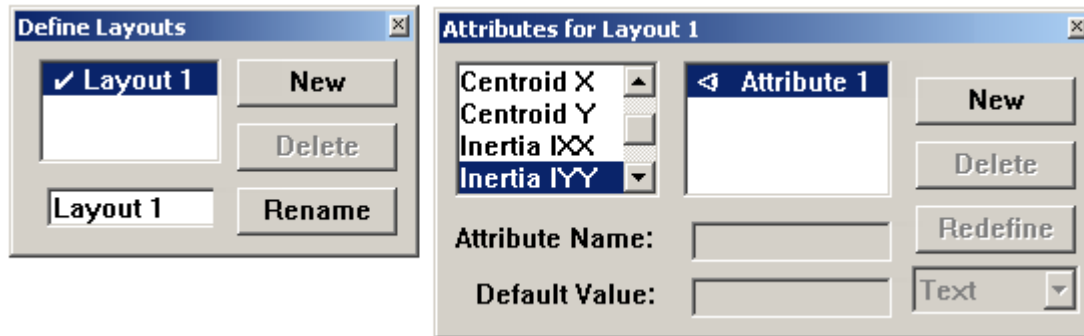 Define Layouts
✔ Layout 1
New
Delete
Layout 1
Rename
Attributes for Layout 1
Centroid X
Centroid Y
Inertia IXX
Inertia IYY
Attribute 1
New
Delete
Redefine
Attribute Name:
Default Value:
Text